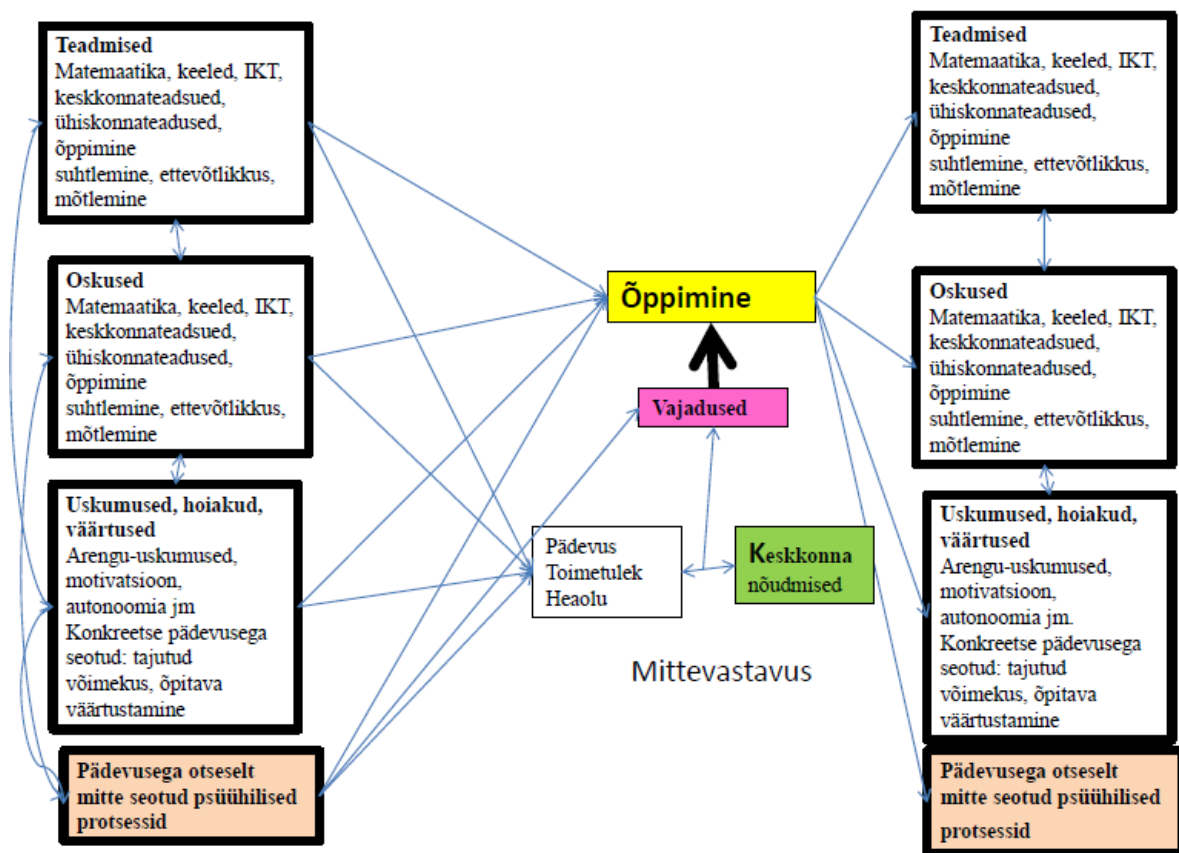 Teadmised
Matemaatika, keeled, IKT,
keskkonnateadsued,
ühiskonnateadused,
õppimine
suhtlemine, ettevõtlikkus,
mõtlemine
Oskused
Matemaatika, keeled, IKT,
keskkonnateadsued,
ühiskonnateadused,
õppimine
suhtlemine, ettevõtlikkus,
mõtlemine
Uskumused, hoiakud,
väärtused
Arengu-uskumused,
motivatsioon,
autonoomia jm
Konkreetse pädevusega
seotud: tajutud
võimekus, õpitava
väärtustamine
Pädevusega otseselt
mitte seotud psüühilised
protsessid
Õppimine
Vajadused
Pädevus
Toimetulek
Heaolu
Keskkonna
nõudmised
Mittevastavus
Teadmised
Matemaatika, keeled, IKT,
keskkonnateadsued,
ühiskonnateadused,
õppimine
suhtlemine, ettevõtlikkus,
mõtlemine
Oskused
Matemaatika, keeled, IKT,
keskkonnateadsued,
ühiskonnateadused,
õppimine
suhtlemine, ettevõtlikkus,
mõtlemine
Uskumused, hoiakud,
väärtused
Arengu-uskumused,
motivatsioon,
autonoomia jm.
Konkreetse pädevusega
seotud: tajutud
võimekus, õpitava
väärtustamine
Pädevusega otseselt
mitte seotud psüühilised
protsessid